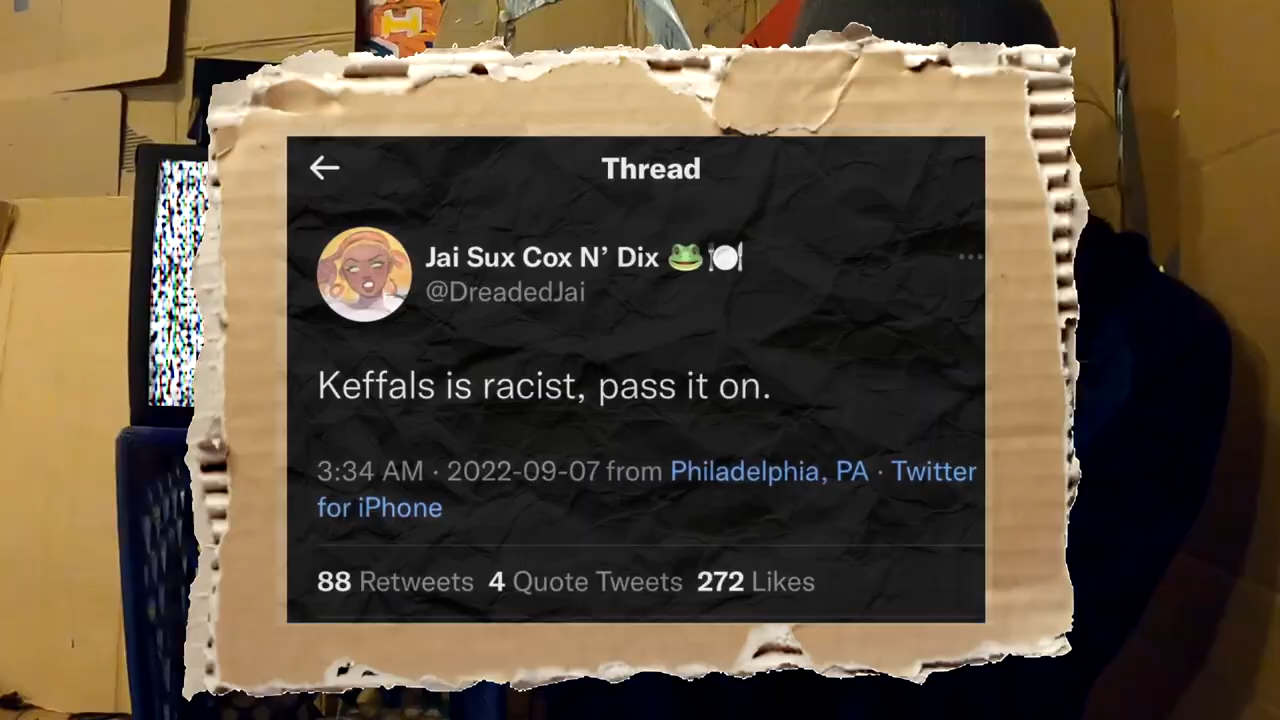 Thread
Jai Sux Cox N’ Dix 🐸🍽️
@DreadedJai
Keffals is racist, pass it on.
3:34 AM · 2022-09-07 from Philadelphia, PA · Twitter
for iPhone
88 Retweets 4 Quote Tweets 272 Likes